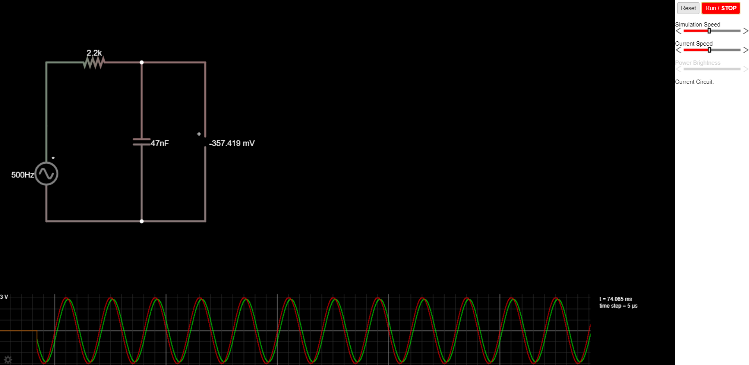 Reset
Run / STOP
Simulation Speed
Current Speed
Power Brightness
Current Circuit:
2.2k
47nF
-357.419 mV
500Hz
3 V
t = 74.065 ms
time step = 5 µs